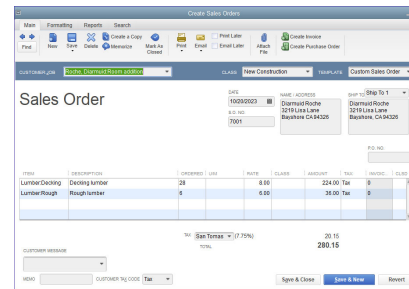 Create Sales Orders
Main Formatting Reports Search
Find New Save Delete Create a Copy Memorize Mark As Closed Print Email Print Later Email Later Attach File Create Invoice Create Purchase Order
CUSTOMER:JOB Roche, Diarmuid:Room addition CLASS New Construction TEMPLATE Custom Sales Order
Sales Order
DATE 10/20/2023
S.O. NO. 7001
NAME / ADDRESS
Diarmuid Roche
3219 Lisa Lane
Bayshore CA 94326
SHIP TO Ship To 1
Diarmuid Roche
3219 Lisa Lane
Bayshore, CA 94326
P.O. NO.
ITEM DESCRIPTION ORDERED U/M RATE CLASS AMOUNT TAX INVOIC... CLSD
Lumber:Decking Decking lumber 28 8.00 224.00 Tax 0
Lumber:Rough Rough lumber 6 6.00 36.00 Tax 0
TAX San Tomas (7.75%) 20.15
TOTAL 280.15
CUSTOMER MESSAGE
MEMO CUSTOMER TAX CODE Tax Save & Close Save & New Revert